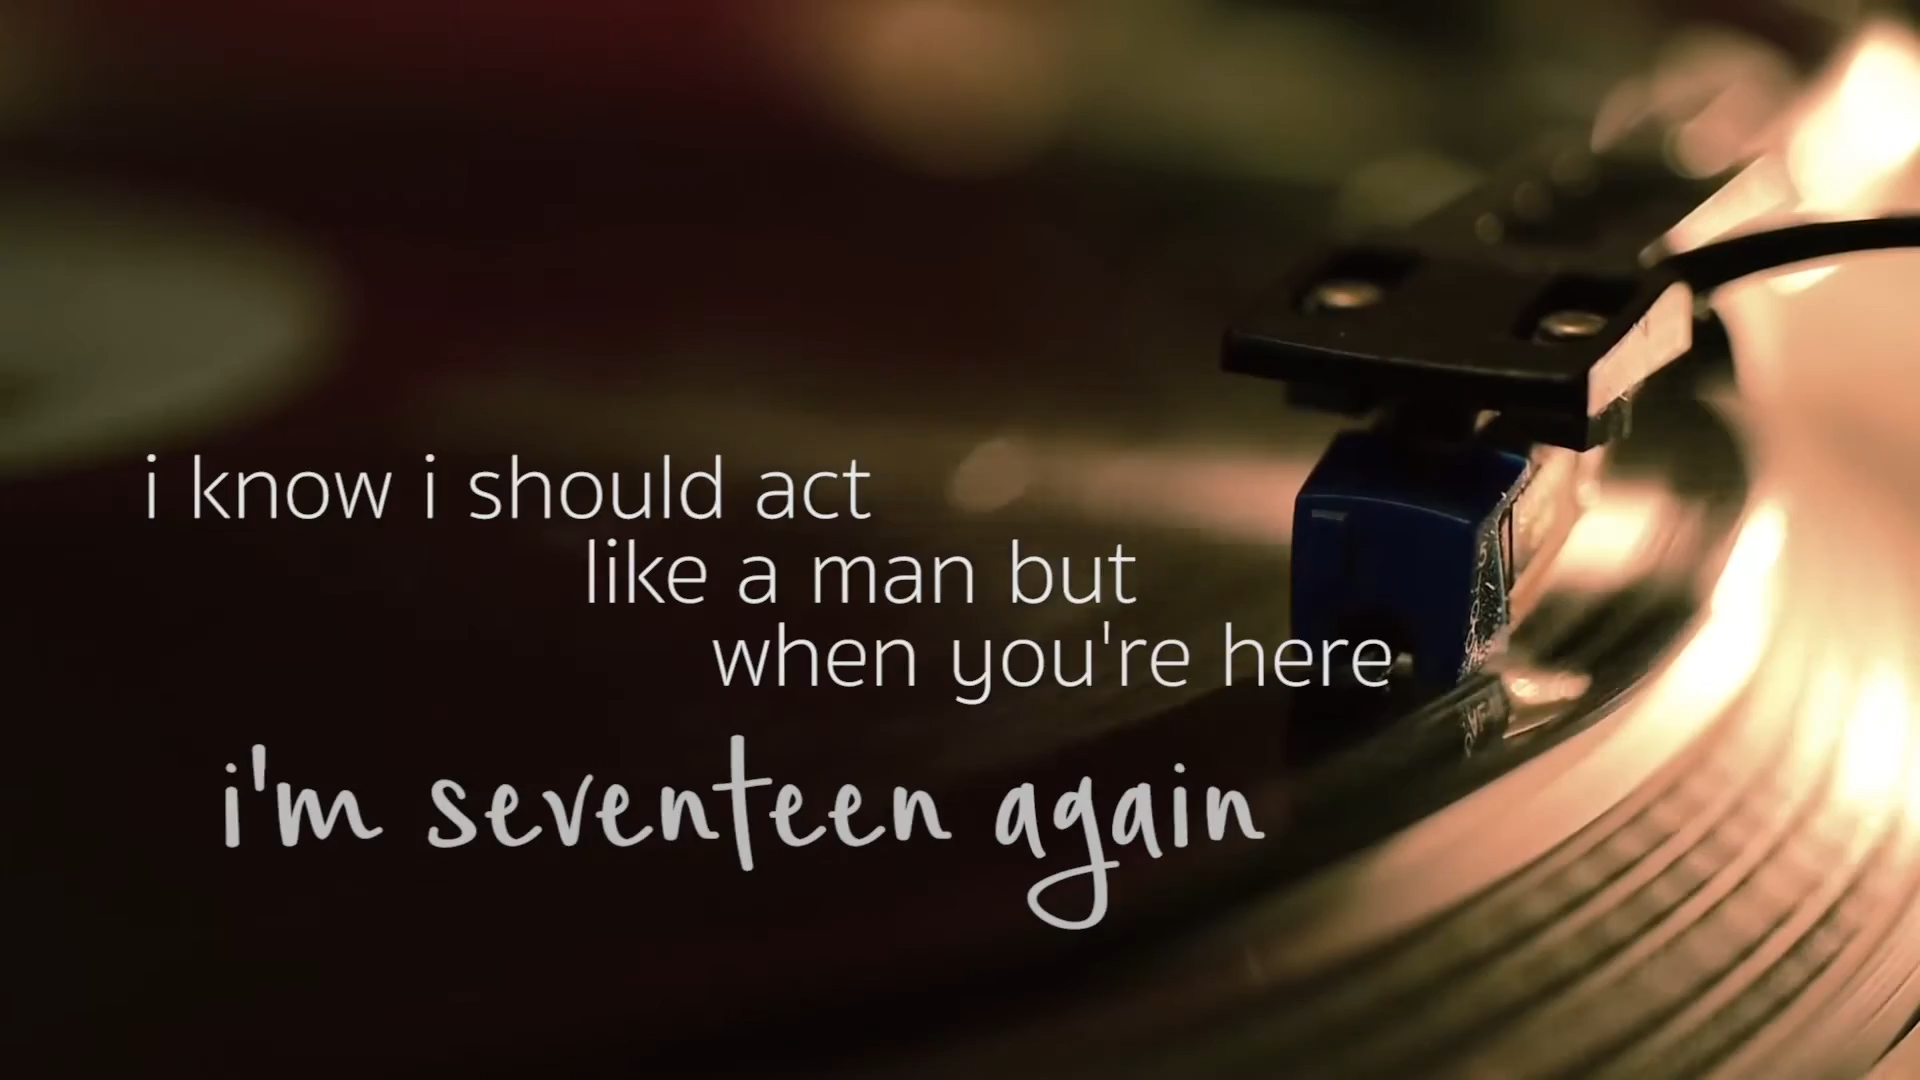 i know i should act
like a man but
when you're here
i'm seventeen again